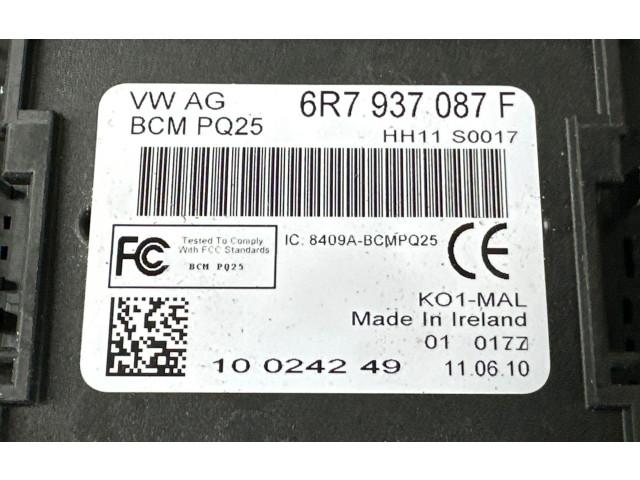 VW AG 6R7 937 087 F
BCM PQ25 HH11 S0017
FC Tested To Comply
With FCC Standards
BCM PQ25
IC: 8409A-BCMPQ25 CE
KO1-MAL
Made In Ireland
01 0177
10 0242 49 11.06.10